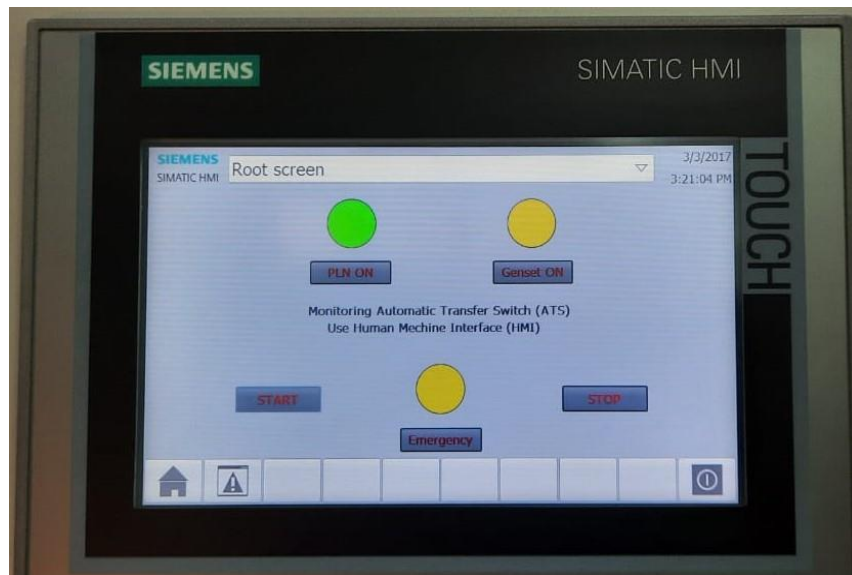 SIEMENS
SIMATIC HMI
TOUCH
SIEMENS
SIMATIC HMI
Root screen
3/3/2017
3:21:04 PM
PLN ON
Genset ON
Monitoring Automatic Transfer Switch (ATS)
Use Human Mechine Interface (HMI)
START
STOP
Emergency